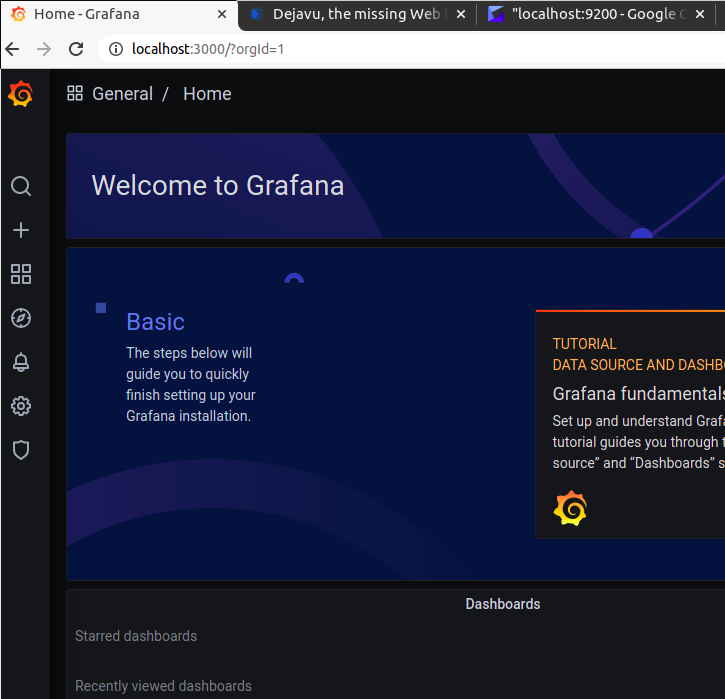 Home - Grafana
Dejavu, the missing Web
"localhost:9200 - Google
localhost:3000/?orgId=1
General / Home
Welcome to Grafana
Basic
The steps below will
guide you to quickly
finish setting up your
Grafana installation.
TUTORIAL
DATA SOURCE AND DASHB
Grafana fundamentals
Set up and understand Grafa
tutorial guides you through t
source” and “Dashboards” s
Dashboards
Starred dashboards
Recently viewed dashboards